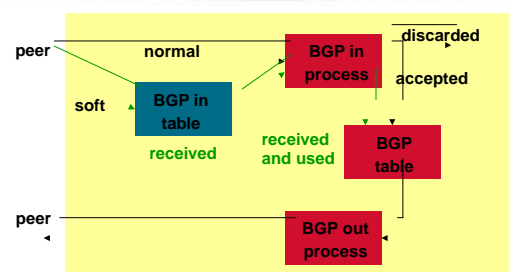 discarded
peer
normal
BGP in
process
accepted
soft
BGP in
table
received
received
and used
BGP
table
peer
BGP out
process